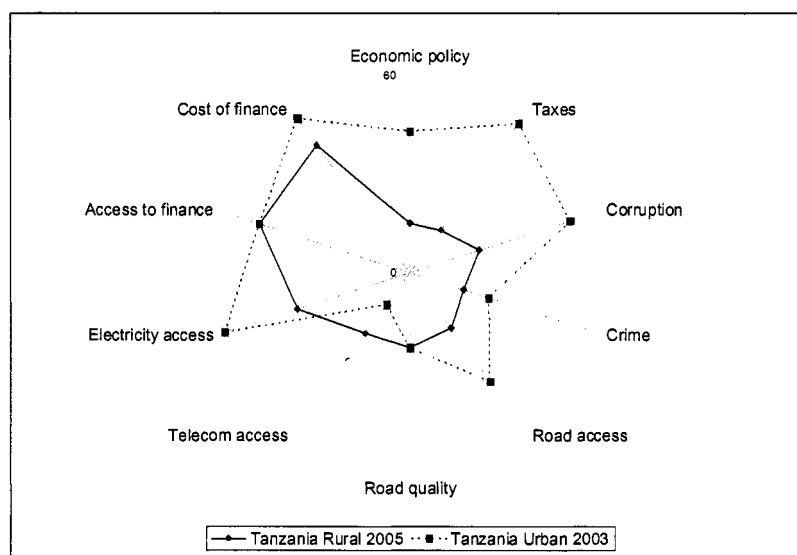 Economic policy
60
Cost of finance
Taxes
Access to finance
Corruption
0
Electricity access
Crime
Telecom access
Road access
Road quality
Tanzania Rural 2005 Tanzania Urban 2003